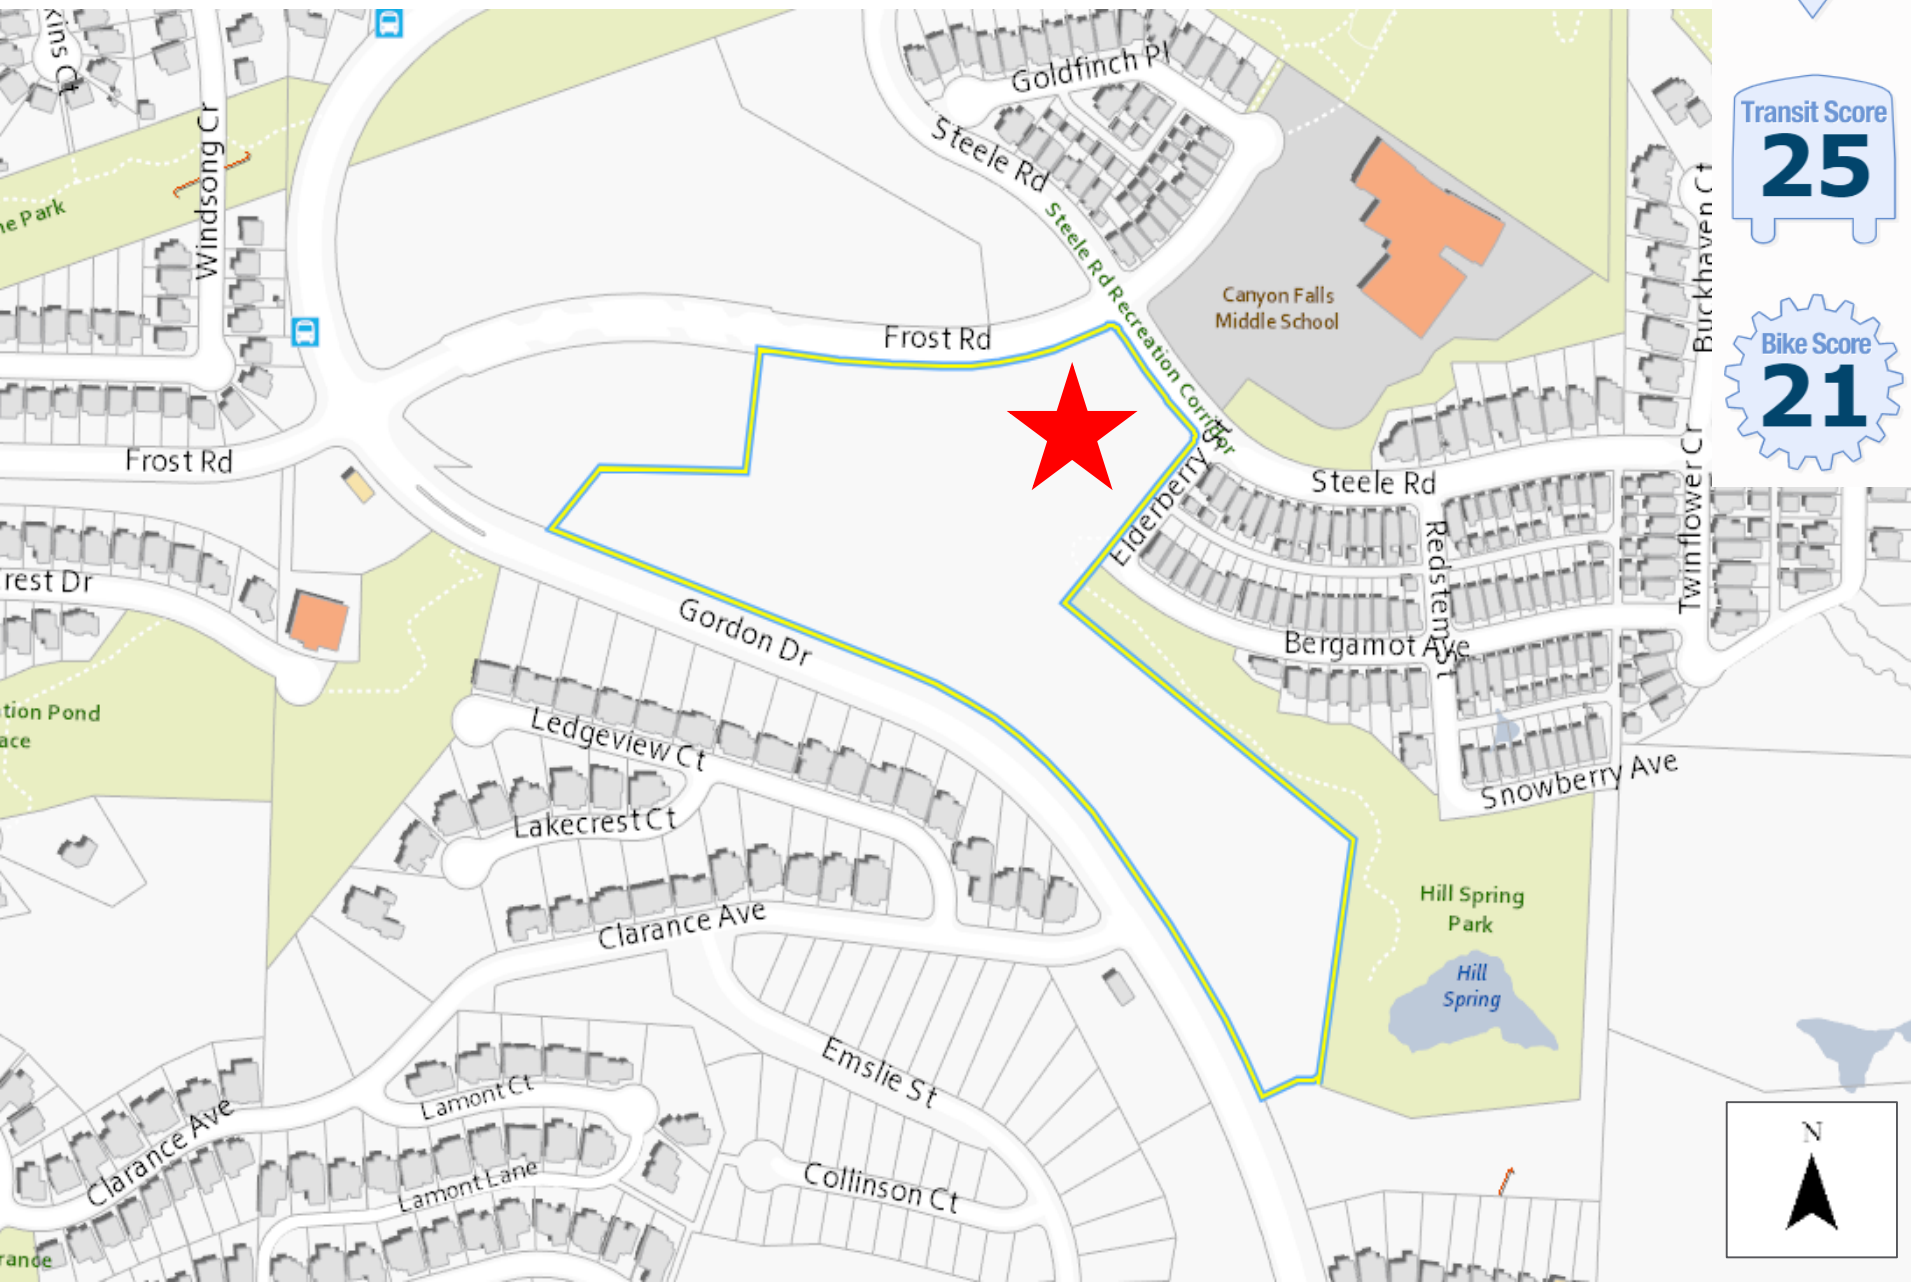 Goldfinch Pl
Transit Score
25
Windsong Cr
Steele Rd
Buckhaven Ct
Steele Rd Recreation Corridor
Canyon Falls
Middle School
Frost Rd
Bike Score
21
Frost Rd
Steele Rd
Elderberry
Redstem St
Twinflower Cr
Gordon Dr
Bergamot Ave
Ledgeview Ct
Snowberry Ave
Lakecrest Ct
Hill Spring
Park
Clarance Ave
Hill
Spring
Emslie St
Lamont Ct
N
Clarance Ave
Lamont Lane
Collinson Ct